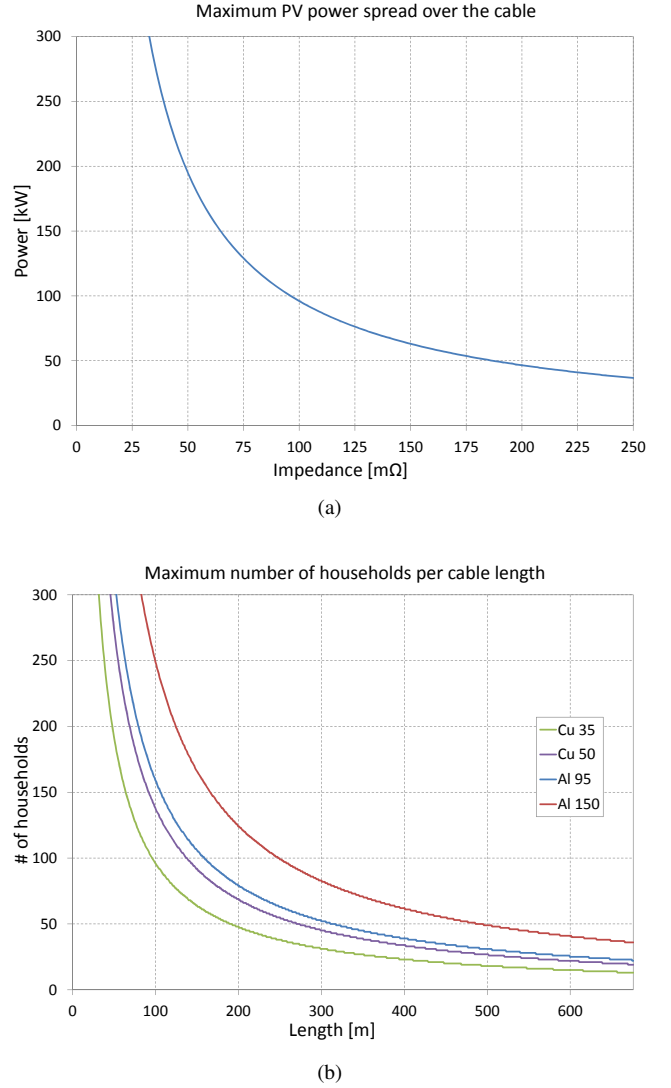 Maximum PV power spread over the cable
300
250
200
150
100
50
0
Power [kW]
0 25 50 75 100 125 150 175 200 225 250
Impedance [mΩ]
(a)
Maximum number of households per cable length
300
250
200
150
100
50
0
# of households
Cu 35
Cu 50
Al 95
Al 150
0 100 200 300 400 500 600
Length [m]
(b)